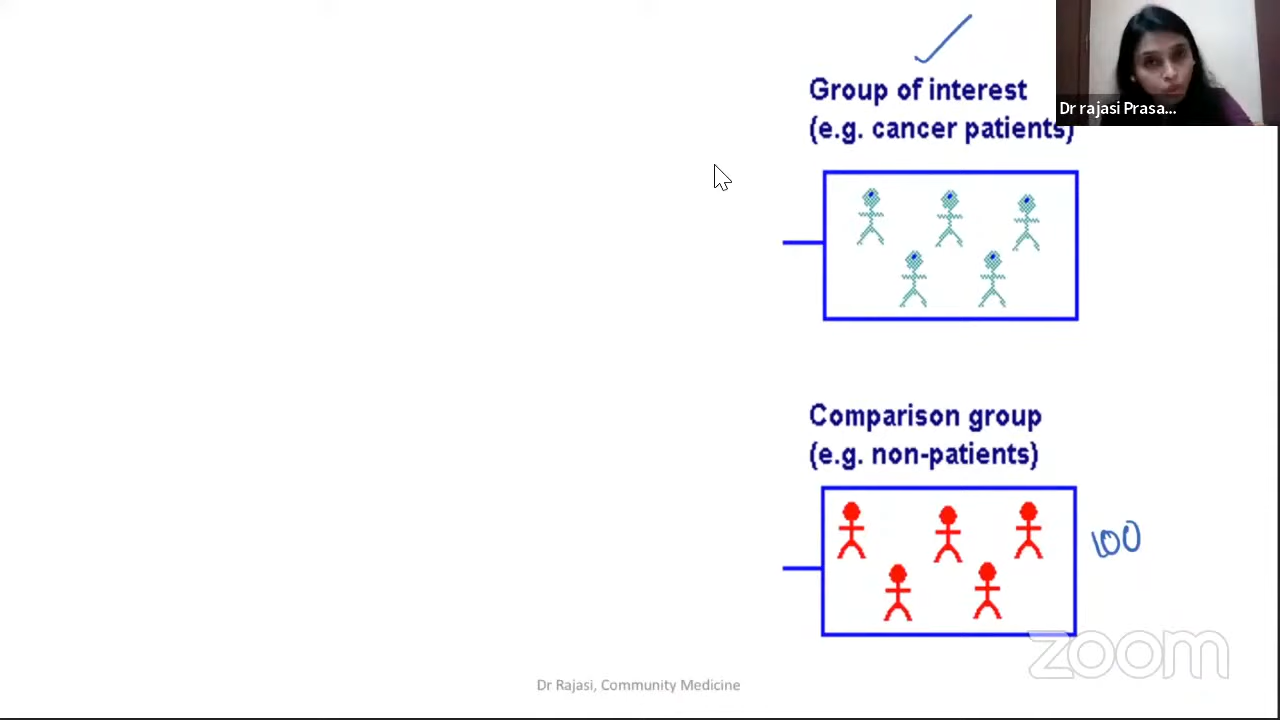 Group of interest
(e.g. cancer patients)
Dr rajasi Prasa...
Comparison group
(e.g. non-patients)
100
zoom
Dr Rajasi, Community Medicine